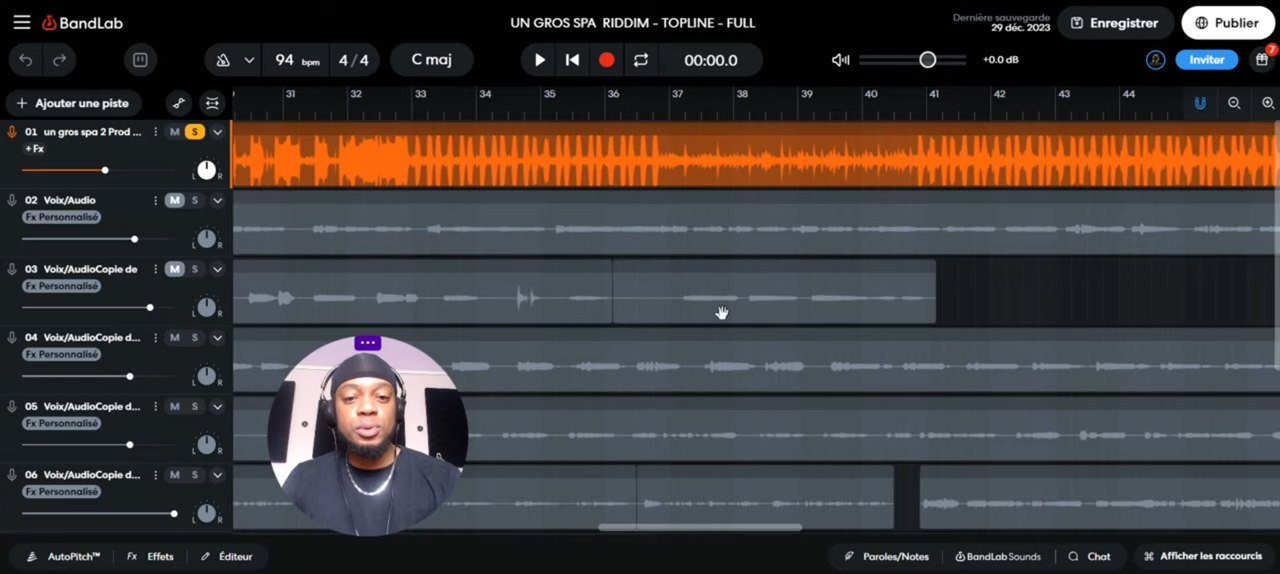 BandLab
UN GROS SPA RIDDIM - TOPLINE - FULL
Dernière sauvegarde
29 déc. 2023
Enregistrer
Publier
94 bpm
4/4
C maj
00:00.0
+0.0 dB
Inviter
7
+ Ajouter une piste
31 32 33 34 35 36 37 38 39 40 41 42 43 44
01 un gros spa 2 Prod ... M S
+ Fx
L R
02 Voix/Audio M S
Fx Personnalisé
L R
03 Voix/AudioCopie de M S
Fx Personnalisé
L R
04 Voix/AudioCopie d... M S
Fx Personnalisé
L R
05 Voix/AudioCopie d... M S
Fx Personnalisé
L R
06 Voix/AudioCopie d... M S
Fx Personnalisé
L R
AutoPitch™
Fx Effets
Éditeur
Paroles/Notes
BandLab Sounds
Chat
Afficher les raccourcis